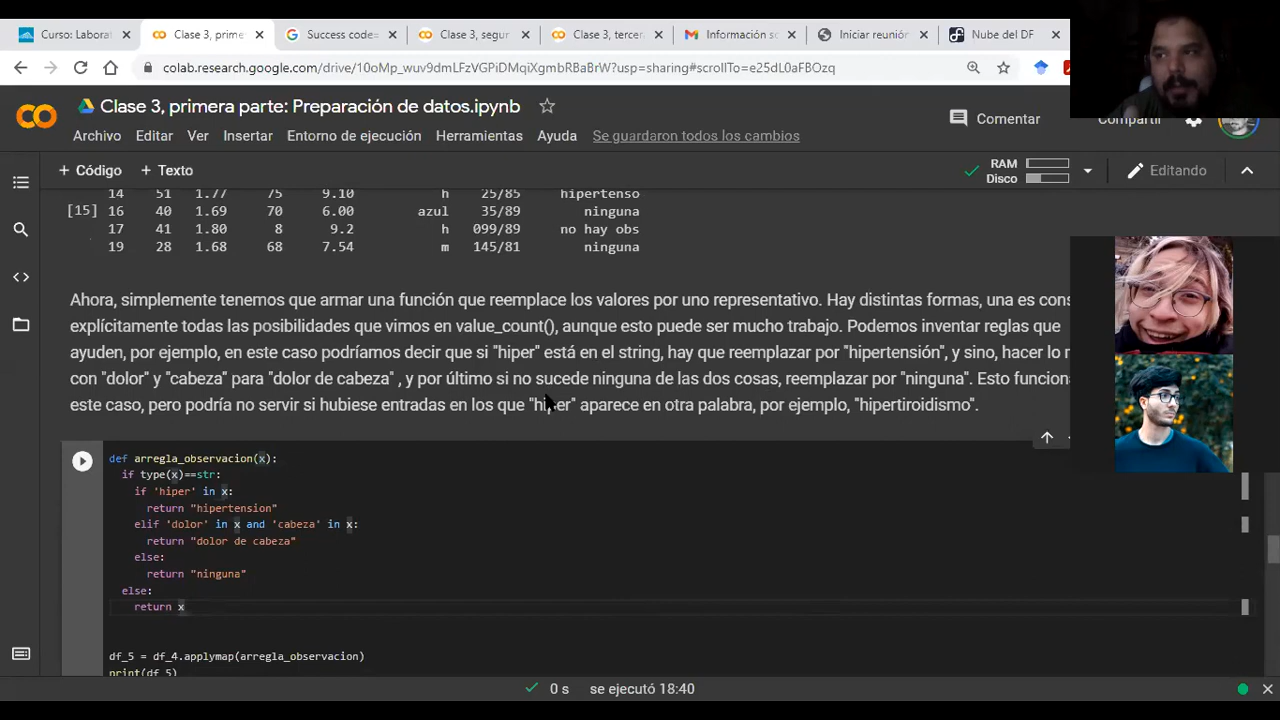 Curso: Labora
Clase 3, prime
Success code=
Clase 3, segur
Clase 3, tercer
Información so
Iniciar reunión
Nube del DF
colab.research.google.com/drive/10oMp_wuv9dmLFzVGPiDMqiXgmbRBaBrW?usp=sharing#scrollTo=e25dL0aFBOzq
Clase 3, primera parte: Preparación de datos.ipynb
Comentar
Compartir
Archivo Editar Ver Insertar Entorno de ejecución Herramientas Ayuda Se guardaron todos los cambios
+ Código + Texto
RAM
Disco
Editando
14 51 1.77 75 9.10 h 25/85 hipertenso
[15] 16 40 1.69 70 6.00 azul 35/89 ninguna
17 41 1.80 8 9.2 h 099/89 no hay obs
19 28 1.68 68 7.54 m 145/81 ninguna
Ahora, simplemente tenemos que armar una función que reemplace los valores por uno representativo. Hay distintas formas, una es cons
explícitamente todas las posibilidades que vimos en value_count(), aunque esto puede ser mucho trabajo. Podemos inventar reglas que
ayuden, por ejemplo, en este caso podríamos decir que si "hiper" está en el string, hay que reemplazar por "hipertensión", y sino, hacer lo
con "dolor" y "cabeza" para "dolor de cabeza" , y por último si no sucede ninguna de las dos cosas, reemplazar por "ninguna". Esto funcion
este caso, pero podría no servir si hubiese entradas en los que "hiper" aparece en otra palabra, por ejemplo, "hipertiroidismo".
def arregla_observacion(x):
if type(x)==str:
if 'hiper' in x:
return "hipertension"
elif 'dolor' in x and 'cabeza' in x:
return "dolor de cabeza"
else:
return "ninguna"
else:
return x
df_5 = df_4.applymap(arregla_observacion)
print(df_5)
0 s se ejecutó 18:40